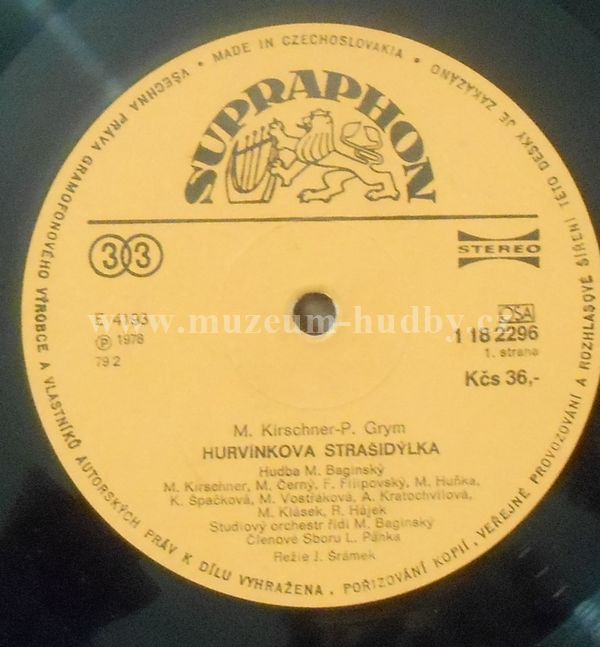 VŠECHNA PRÁVA GRAMOFONOVÉHO VÝROBCE A VLASTNÍKŮ AUTORSKÝCH PRÁV K DÍLU VYHRAŽENA. POŘIZOVÁNÍ KOPIÍ, VEŘEJNÉ PROVOZOVÁNÍ A ROZHLASOVÉ ŠÍŘENÍ TÉTO DESKY JE ZAKÁZÁNO • MADE IN CZECHOSLOVAKIA •
SUPRAPHON
33
STEREO
E 4193
℗ 1978
79 2
OSA
1 18 2296
1. strana
Kčs 36,-
www.muzeum-hudby.cz
M. Kirschner-P. Grym
HURVÍNKOVA STRAŠIDÝLKA
Hudba M. Baginský
M. Kirschner, M. Černý, F. Filipovský, M. Huňka,
K. Špačková, M. Vostřáková, A. Kratochvílová,
M. Klásek, R. Hájek
Studiový orchestr řídí M. Baginský
Členové Sboru L. Pánka
Režie J. Šrámek